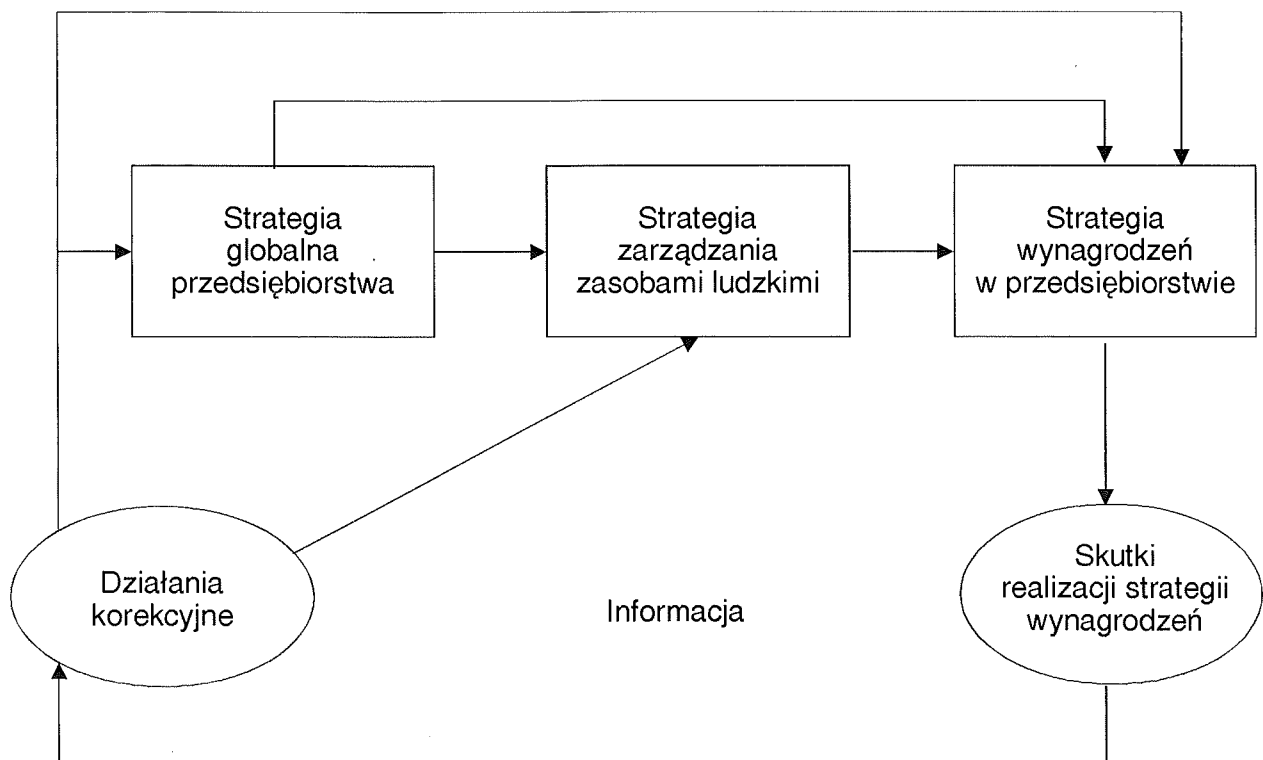 Strategia
globalna
przedsiębiorstwa
Strategia
zarządzania
zasobami ludzkimi
Strategia
wynagrodzeń
w przedsiębiorstwie
Działania
korekcyjne
Informacja
Skutki
realizacji strategii
wynagrodzeń